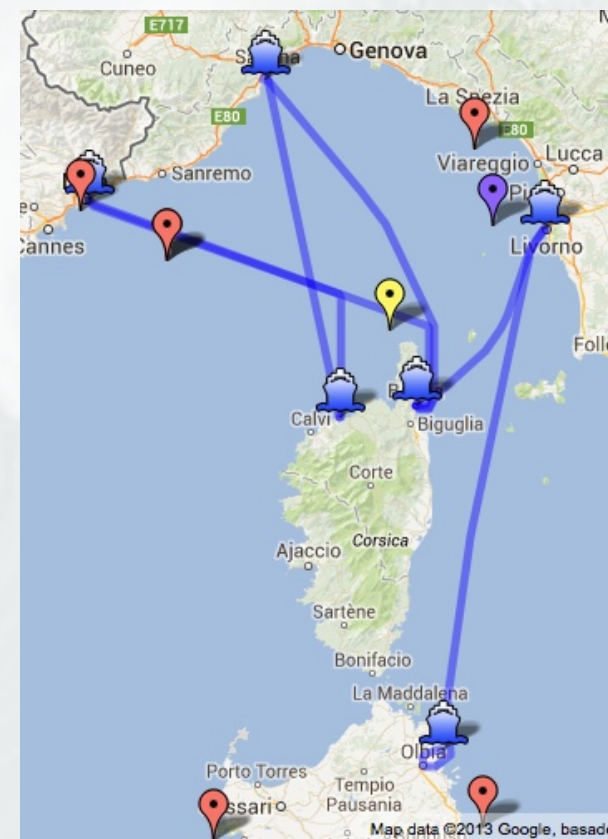 E717
Cuneo
Genova
La Spezia
E80
E80
Lucca
Viareggio
Sanremo
Cannes
Livorno
Calvi
Biguglia
Corte
Corsica
Ajaccio
Sartène
Bonifacio
La Maddalena
Olbia
Porto Torres
Tempio
Pausania
Map data ©2013 Google, basado